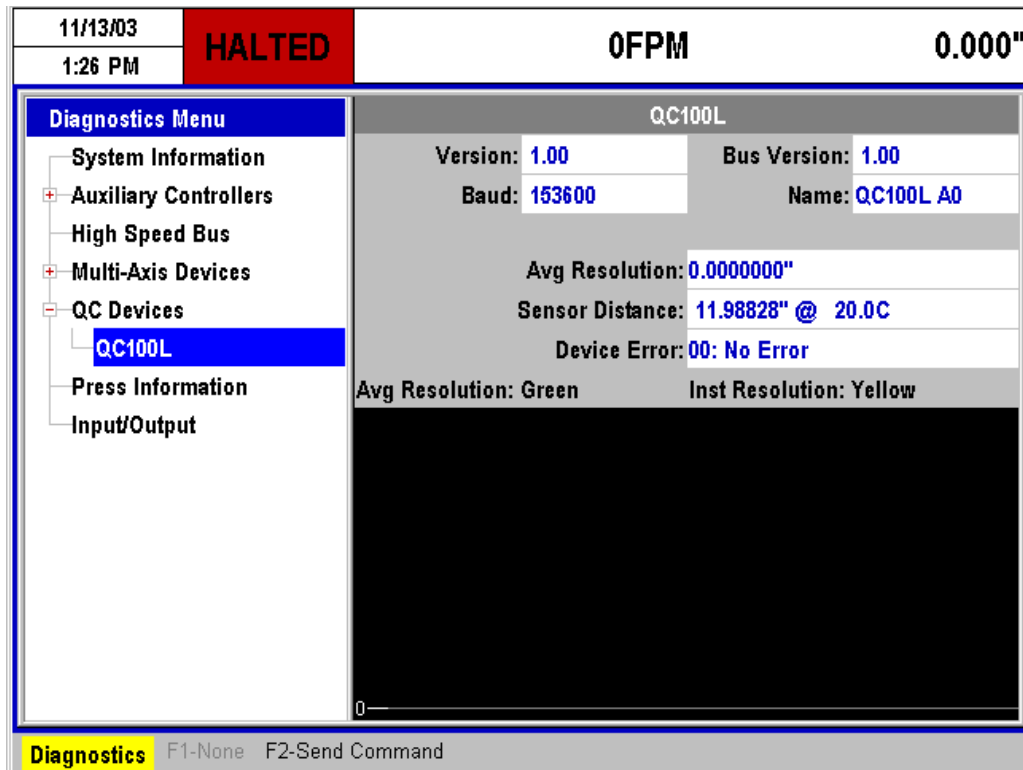 11/13/03
1:26 PM
HALTED
0FPM
0.000"
Diagnostics Menu
System Information
Auxiliary Controllers
High Speed Bus
Multi-Axis Devices
QC Devices
QC100L
Press Information
Input/Output
QC100L
Version: 1.00 Bus Version: 1.00
Baud: 153600 Name: QC100L A0
Avg Resolution: 0.0000000"
Sensor Distance: 11.98828" @ 20.0C
Device Error: 00: No Error
Avg Resolution: Green Inst Resolution: Yellow
0
Diagnostics F1-None F2-Send Command